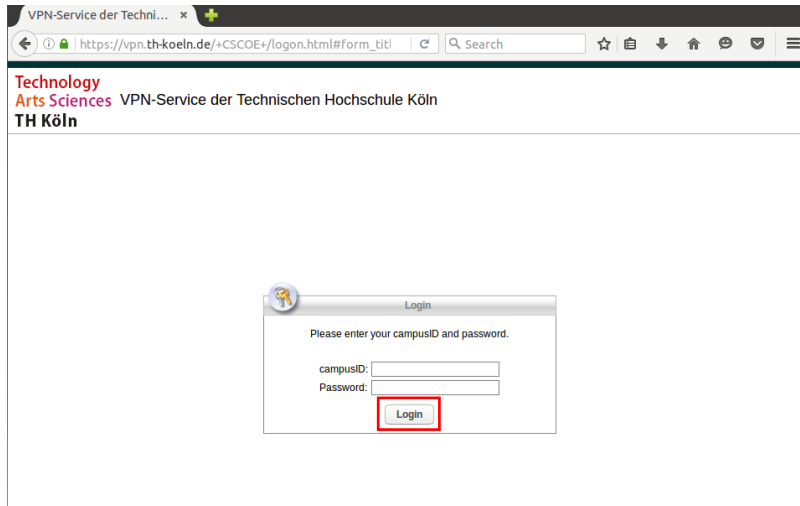 VPN-Service der Techni...
https://vpn.th-koeln.de/+CSCOE+/logon.html#form_titl
Search
Technology
Arts Sciences
TH Köln
VPN-Service der Technischen Hochschule Köln
Login
Please enter your campusID and password.
campusID:
Password:
Login